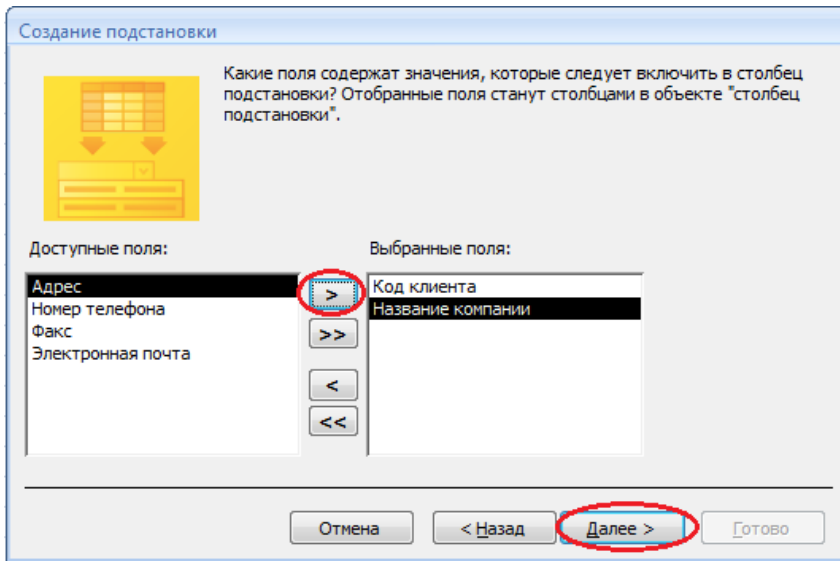 Создание подстановки
Какие поля содержат значения, которые следует включить в столбец
подстановки? Отобранные поля станут столбцами в объекте "столбец
подстановки".
Доступные поля:
Выбранные поля:
Адрес
Номер телефона
Факс
Электронная почта
>
>>
<
<<
Код клиента
Название компании
Отмена
< Назад
Далее >
Готово